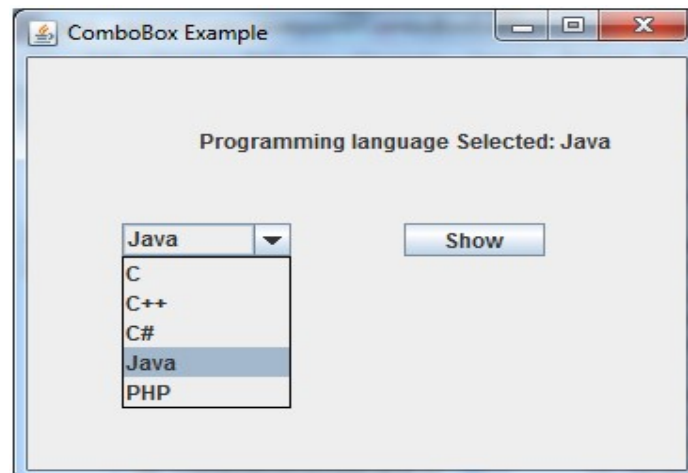 ComboBox Example
Programming language Selected: Java
Java
Show
C
C++
C#
Java
PHP